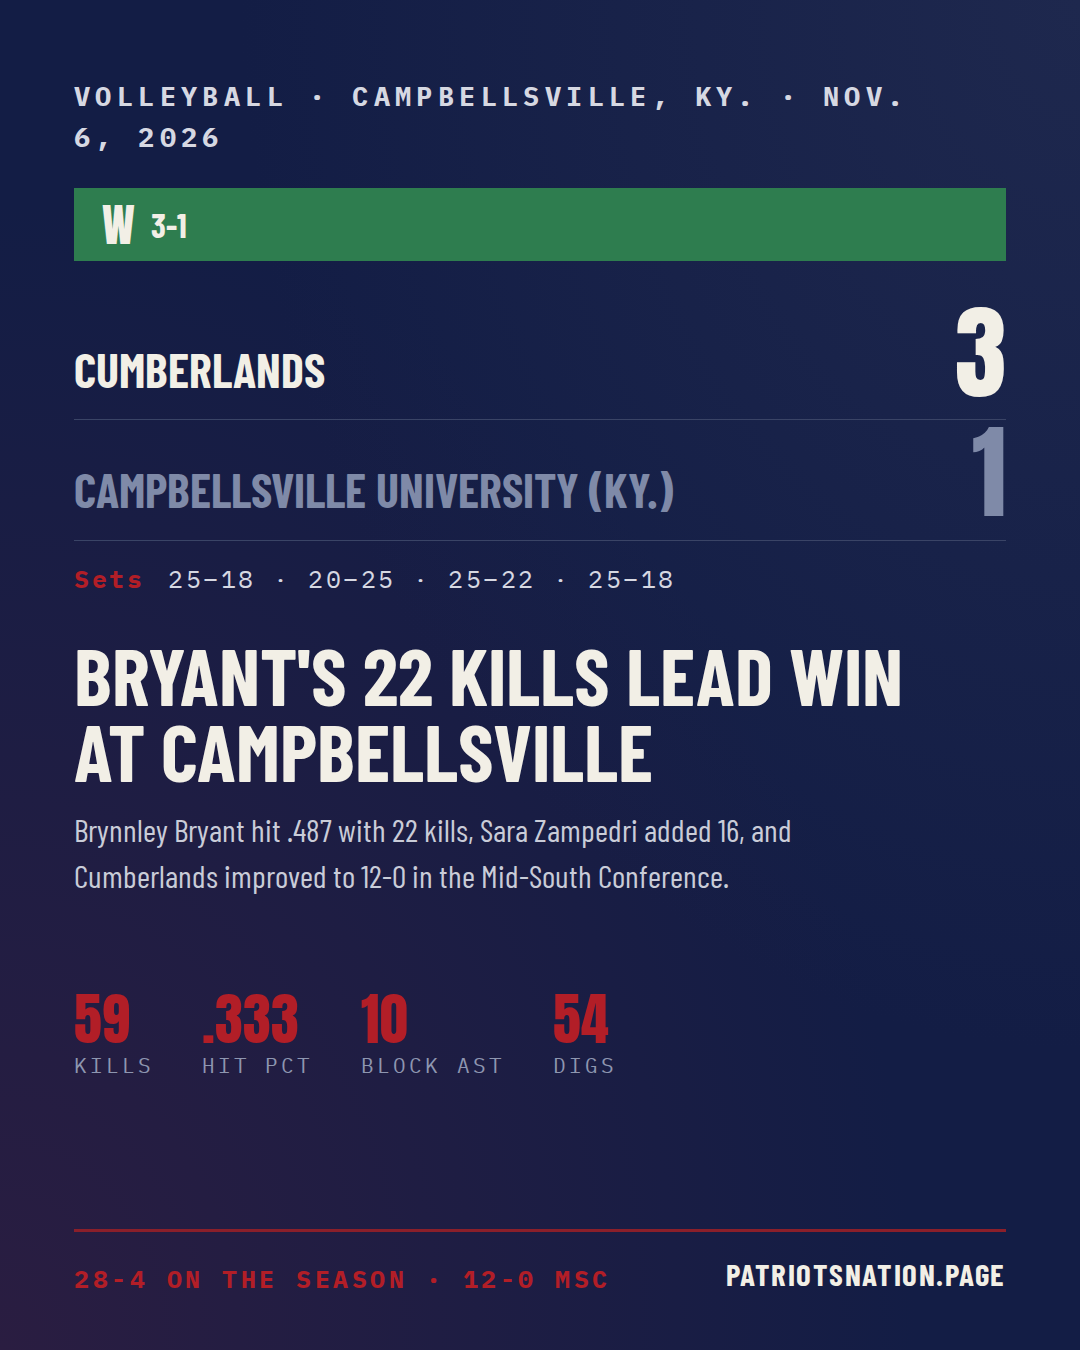 VOLLEYBALL · CAMPBELLSVILLE, KY. · NOV.
6, 2026
W 3-1
CUMBERLANDS 3
CAMPBELLSVILLE UNIVERSITY (KY.) 1
Sets 25–18 · 20–25 · 25–22 · 25–18
BRYANT'S 22 KILLS LEAD WIN
AT CAMPBELLSVILLE
Brynnley Bryant hit .487 with 22 kills, Sara Zampedri added 16, and
Cumberlands improved to 12-0 in the Mid-South Conference.
59 .333 10 54
KILLS HIT PCT BLOCK AST DIGS
28-4 ON THE SEASON · 12-0 MSC PATRIOTSNATION.PAGE